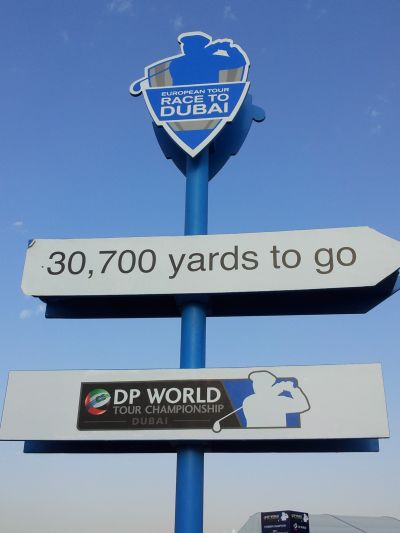 EUROPEAN TOUR
RACE TO
DUBAI
30,700 yards to go
DP WORLD
TOUR CHAMPIONSHIP
DUBAI